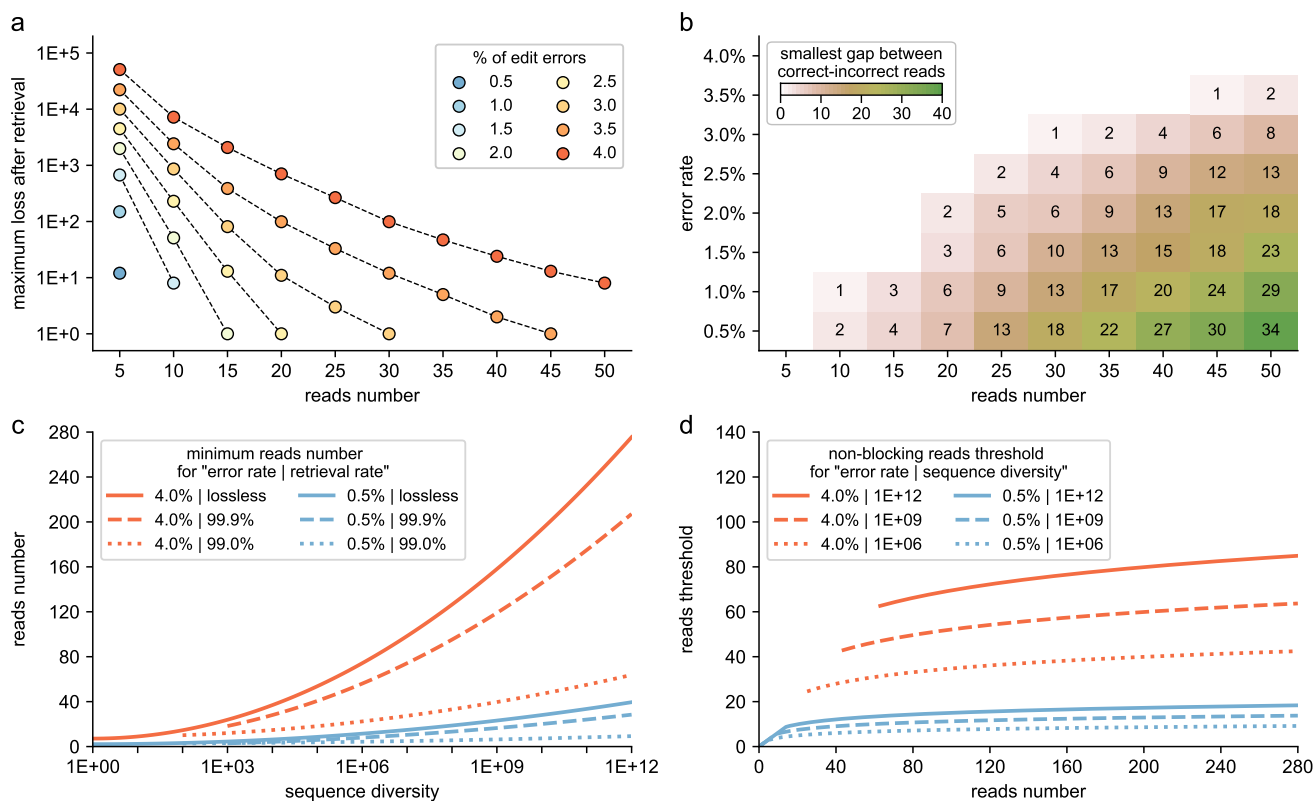 a
maximum loss after retrieval
1E+5
1E+4
1E+3
1E+2
1E+1
1E+0
5 10 15 20 25 30 35 40 45 50
reads number
% of edit errors
0.5 2.5
1.0 3.0
1.5 3.5
2.0 4.0
b
error rate
smallest gap between
correct-incorrect reads
0 10 20 30 40
4.0%
3.5% 1 2
3.0% 1 2 4 6 8
2.5% 2 4 6 9 12 13
2.0% 2 5 6 9 13 17 18
1.5% 3 6 10 13 15 18 23
1.0% 1 3 6 9 13 17 20 24 29
0.5% 2 4 7 13 18 22 27 30 34
5 10 15 20 25 30 35 40 45 50
reads number
c
reads number
280
240
200
160
120
80
40
0
minimum reads number
for "error rate | retrieval rate"
4.0% | lossless 0.5% | lossless
4.0% | 99.9% 0.5% | 99.9%
4.0% | 99.0% 0.5% | 99.0%
1E+00 1E+03 1E+06 1E+09 1E+12
sequence diversity
d
reads threshold
140
120
100
80
60
40
20
0
non-blocking reads threshold
for "error rate | sequence diversity"
4.0% | 1E+12 0.5% | 1E+12
4.0% | 1E+09 0.5% | 1E+09
4.0% | 1E+06 0.5% | 1E+06
0 40 80 120 160 200 240 280
reads number